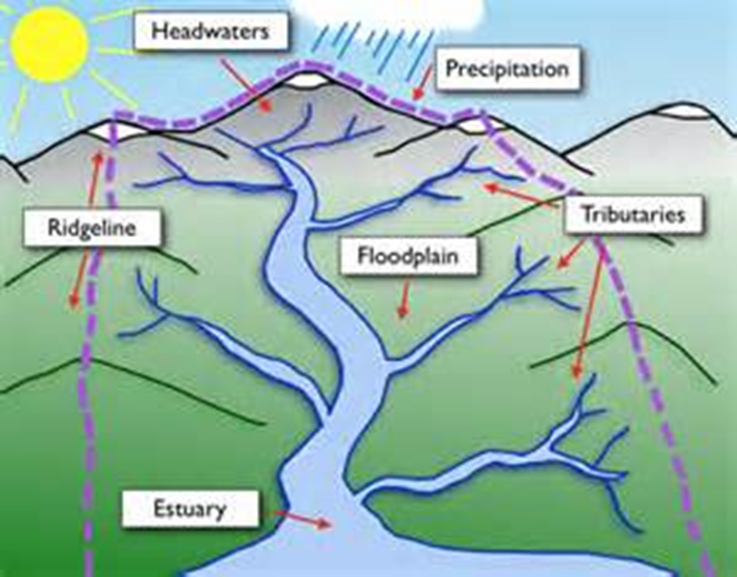 Headwaters
Precipitation
Ridgeline
Tributaries
Floodplain
Estuary